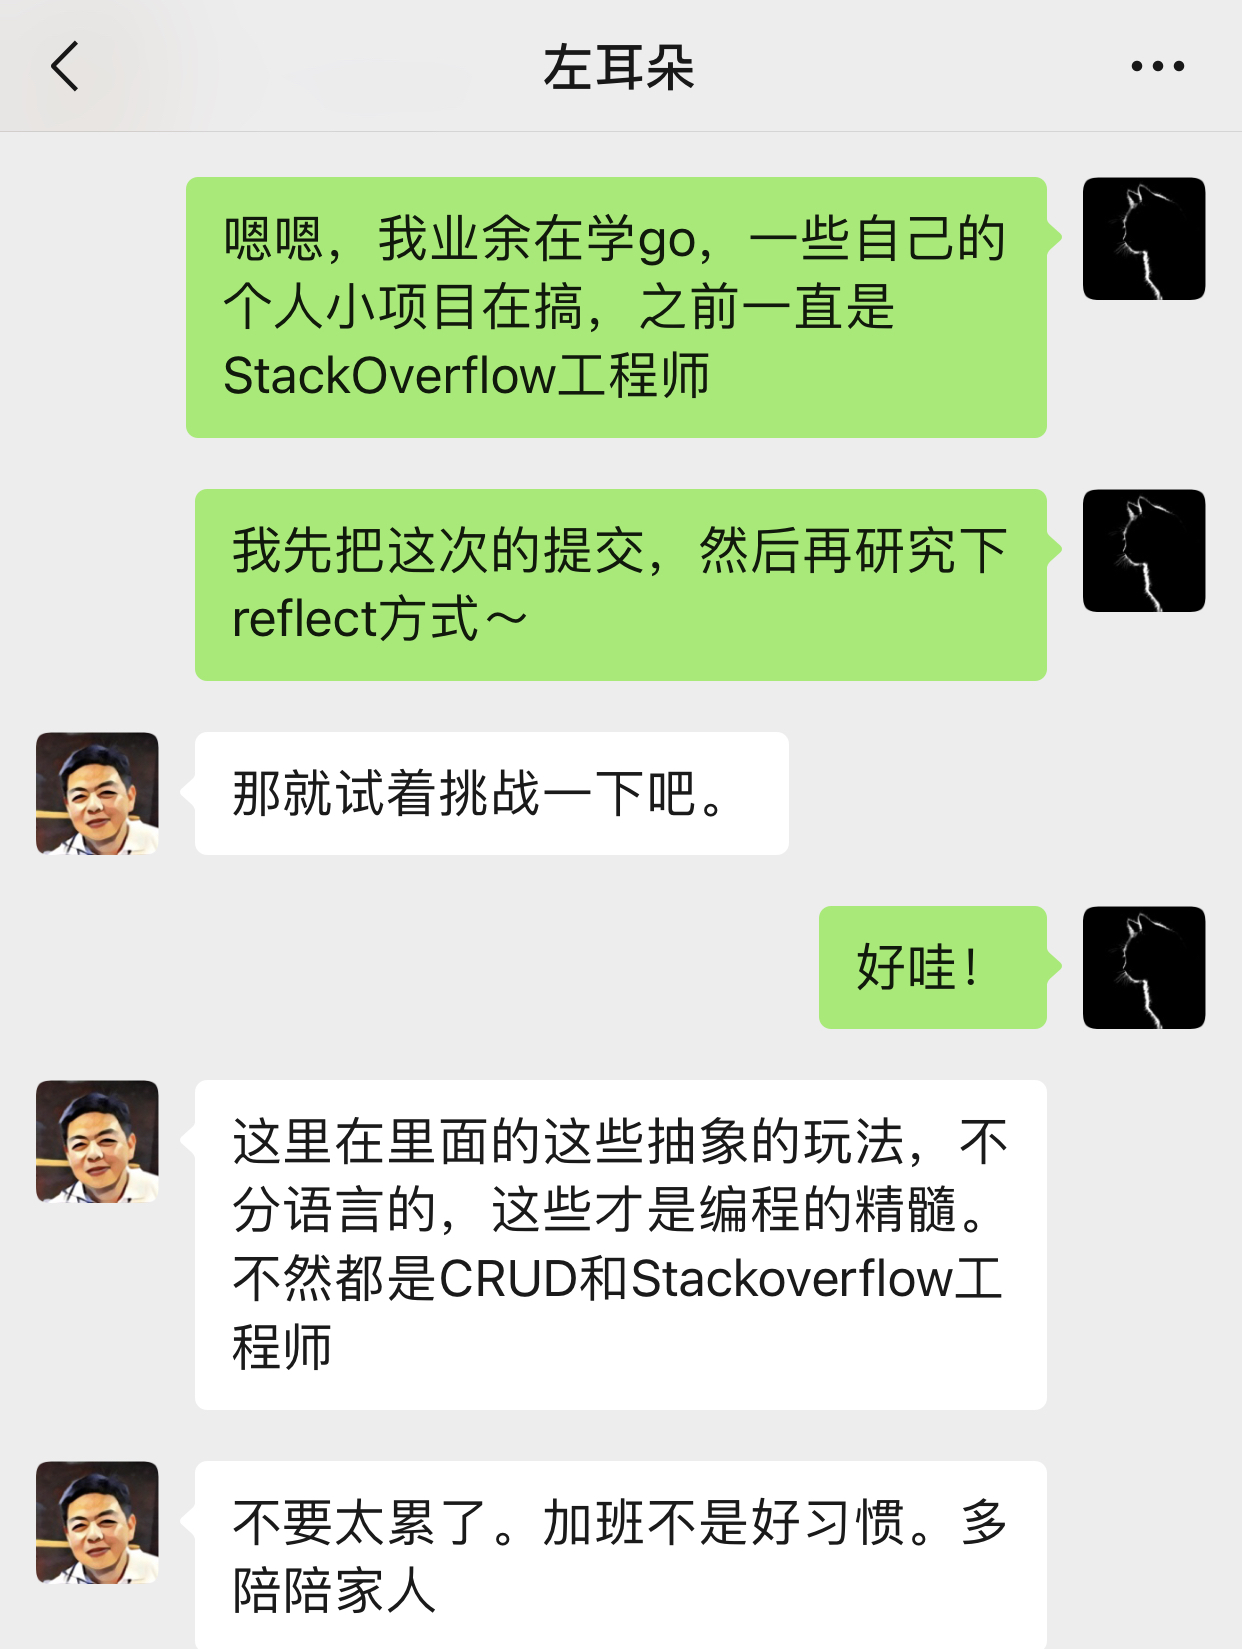 左耳朵
嗯嗯，我业余在学go，一些自己的
个人小项目在搞，之前一直是
StackOverflow工程师
我先把这次的提交，然后再研究下
reflect方式～
那就试着挑战一下吧。
好哇！
这里在里面的这些抽象的玩法，不
分语言的，这些才是编程的精髓。
不然都是CRUD和Stackoverflow工
程师
不要太累了。加班不是好习惯。多
陪陪家人